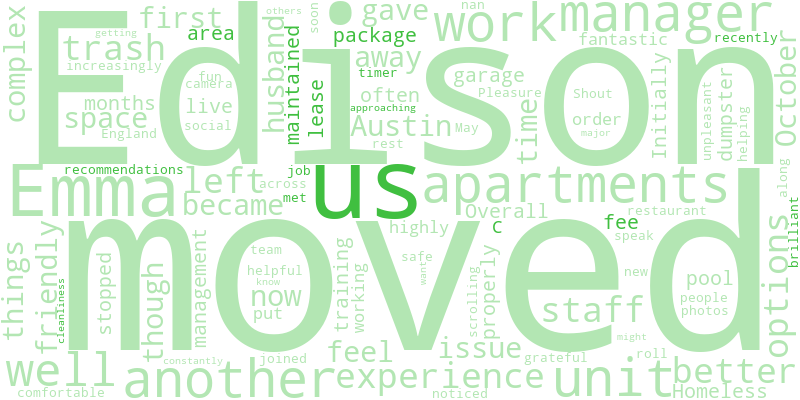 Edison
moved
us
Emma
apartments
work
manager
another
unit
well
staff
experience
options
better
October
Austin
time
away
issue
feel
now
left
became
though
friendly
things
space
trash
complex
first
gave
husband
months
live
garage
often
order
Initially
dumpster
fantastic
package
area
maintained
lease
timer
approaching
recently
others
nan
soon
getting
increasingly
fun
camera
social
England
rest
May
Pleasure
Shout
major
unpleasant
helping
along
brilliant
recommendations
job
met
across
highly
Overall
C
fee
restaurant
speak
management
team
helpful
know
put
training
working
safe
want
scrolling
properly
new
pool
people
photos
might
roll
grateful
Homeless
noticed
joined
constantly
comfortable
stopped
cleanliness